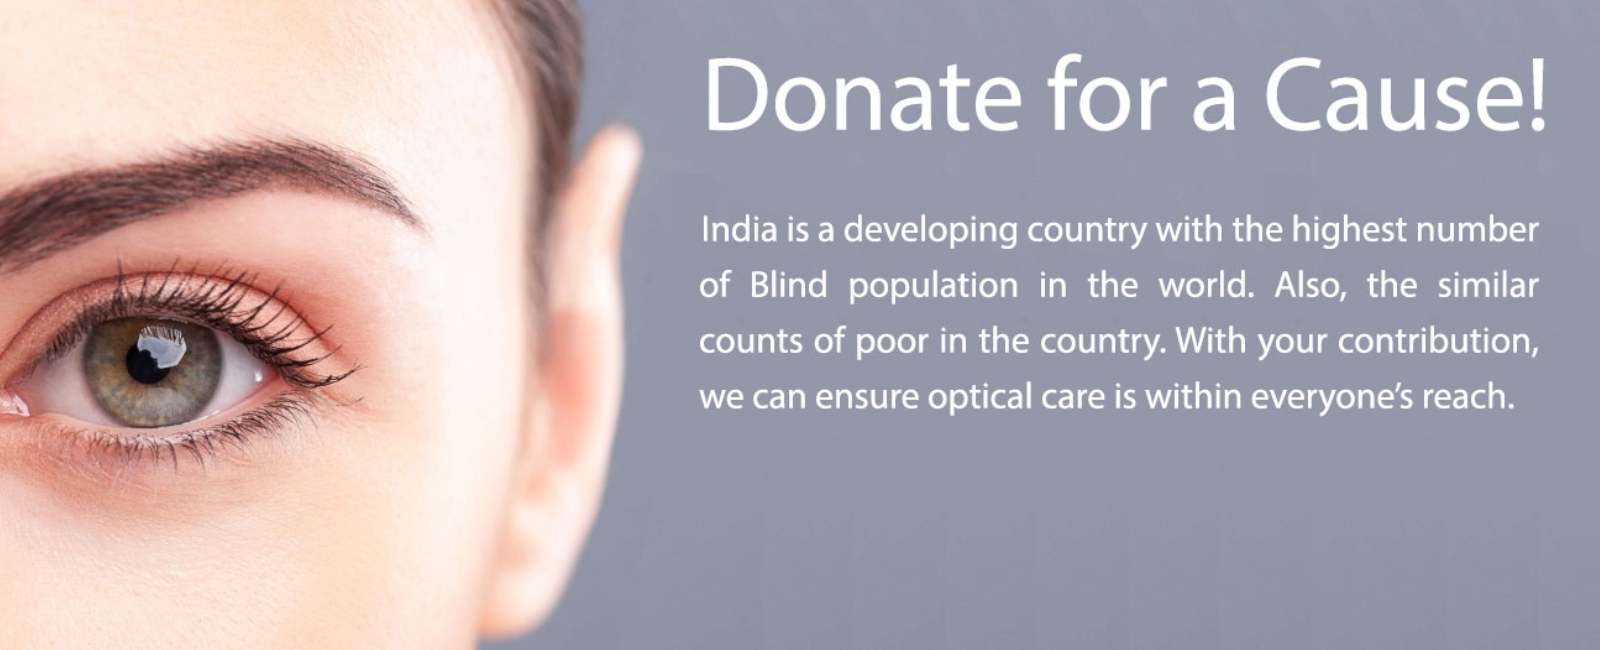 Donate for a Cause!
India is a developing country with the highest number
of Blind population in the world. Also, the similar
counts of poor in the country. With your contribution,
we can ensure optical care is within everyone’s reach.